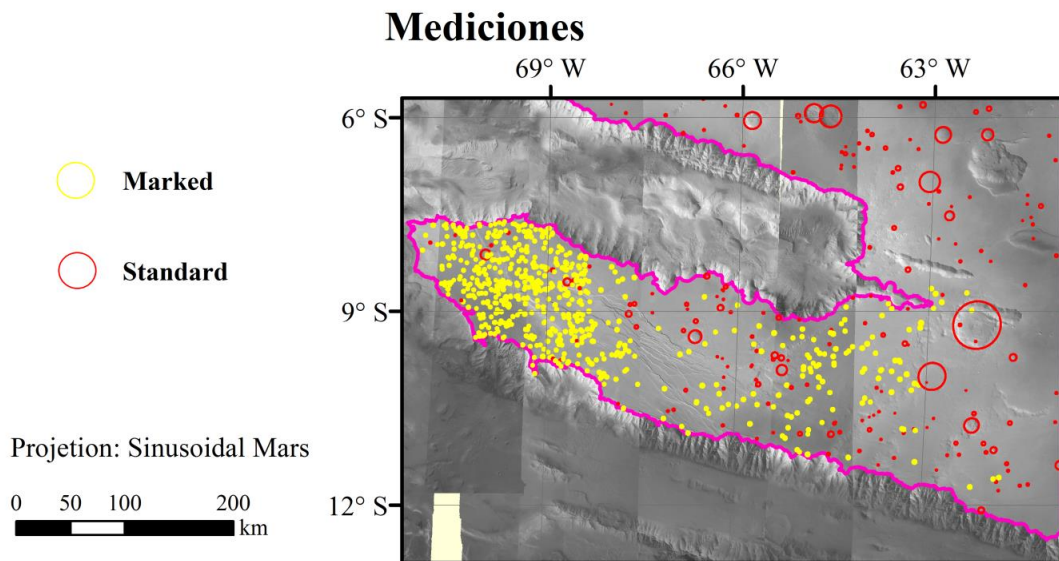 Mediciones
69° W 66° W 63° W
6° S
Marked
Standard
9° S
Projetion: Sinusoidal Mars
0 50 100 200
km
12° S